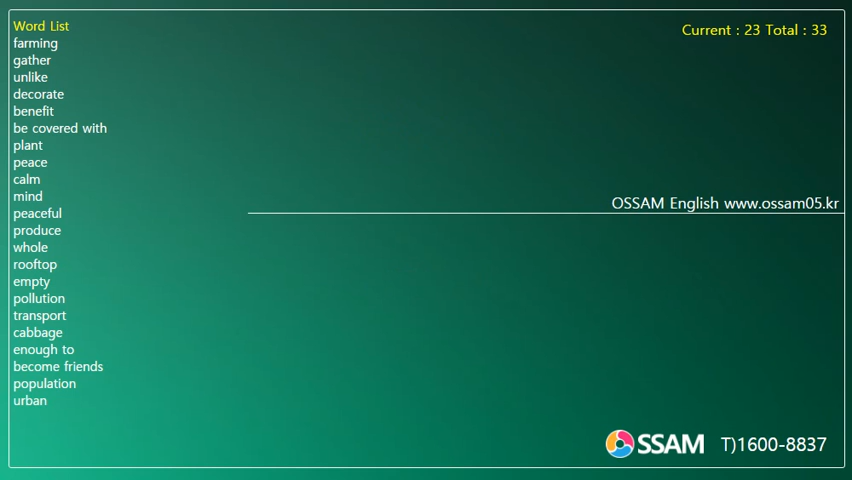 Word List
farming
gather
unlike
decorate
benefit
be covered with
plant
peace
calm
mind
peaceful
produce
whole
rooftop
empty
pollution
transport
cabbage
enough to
become friends
population
urban
Current : 23 Total : 33
OSSAM English www.ossam05.kr
OSSAM T)1600-8837